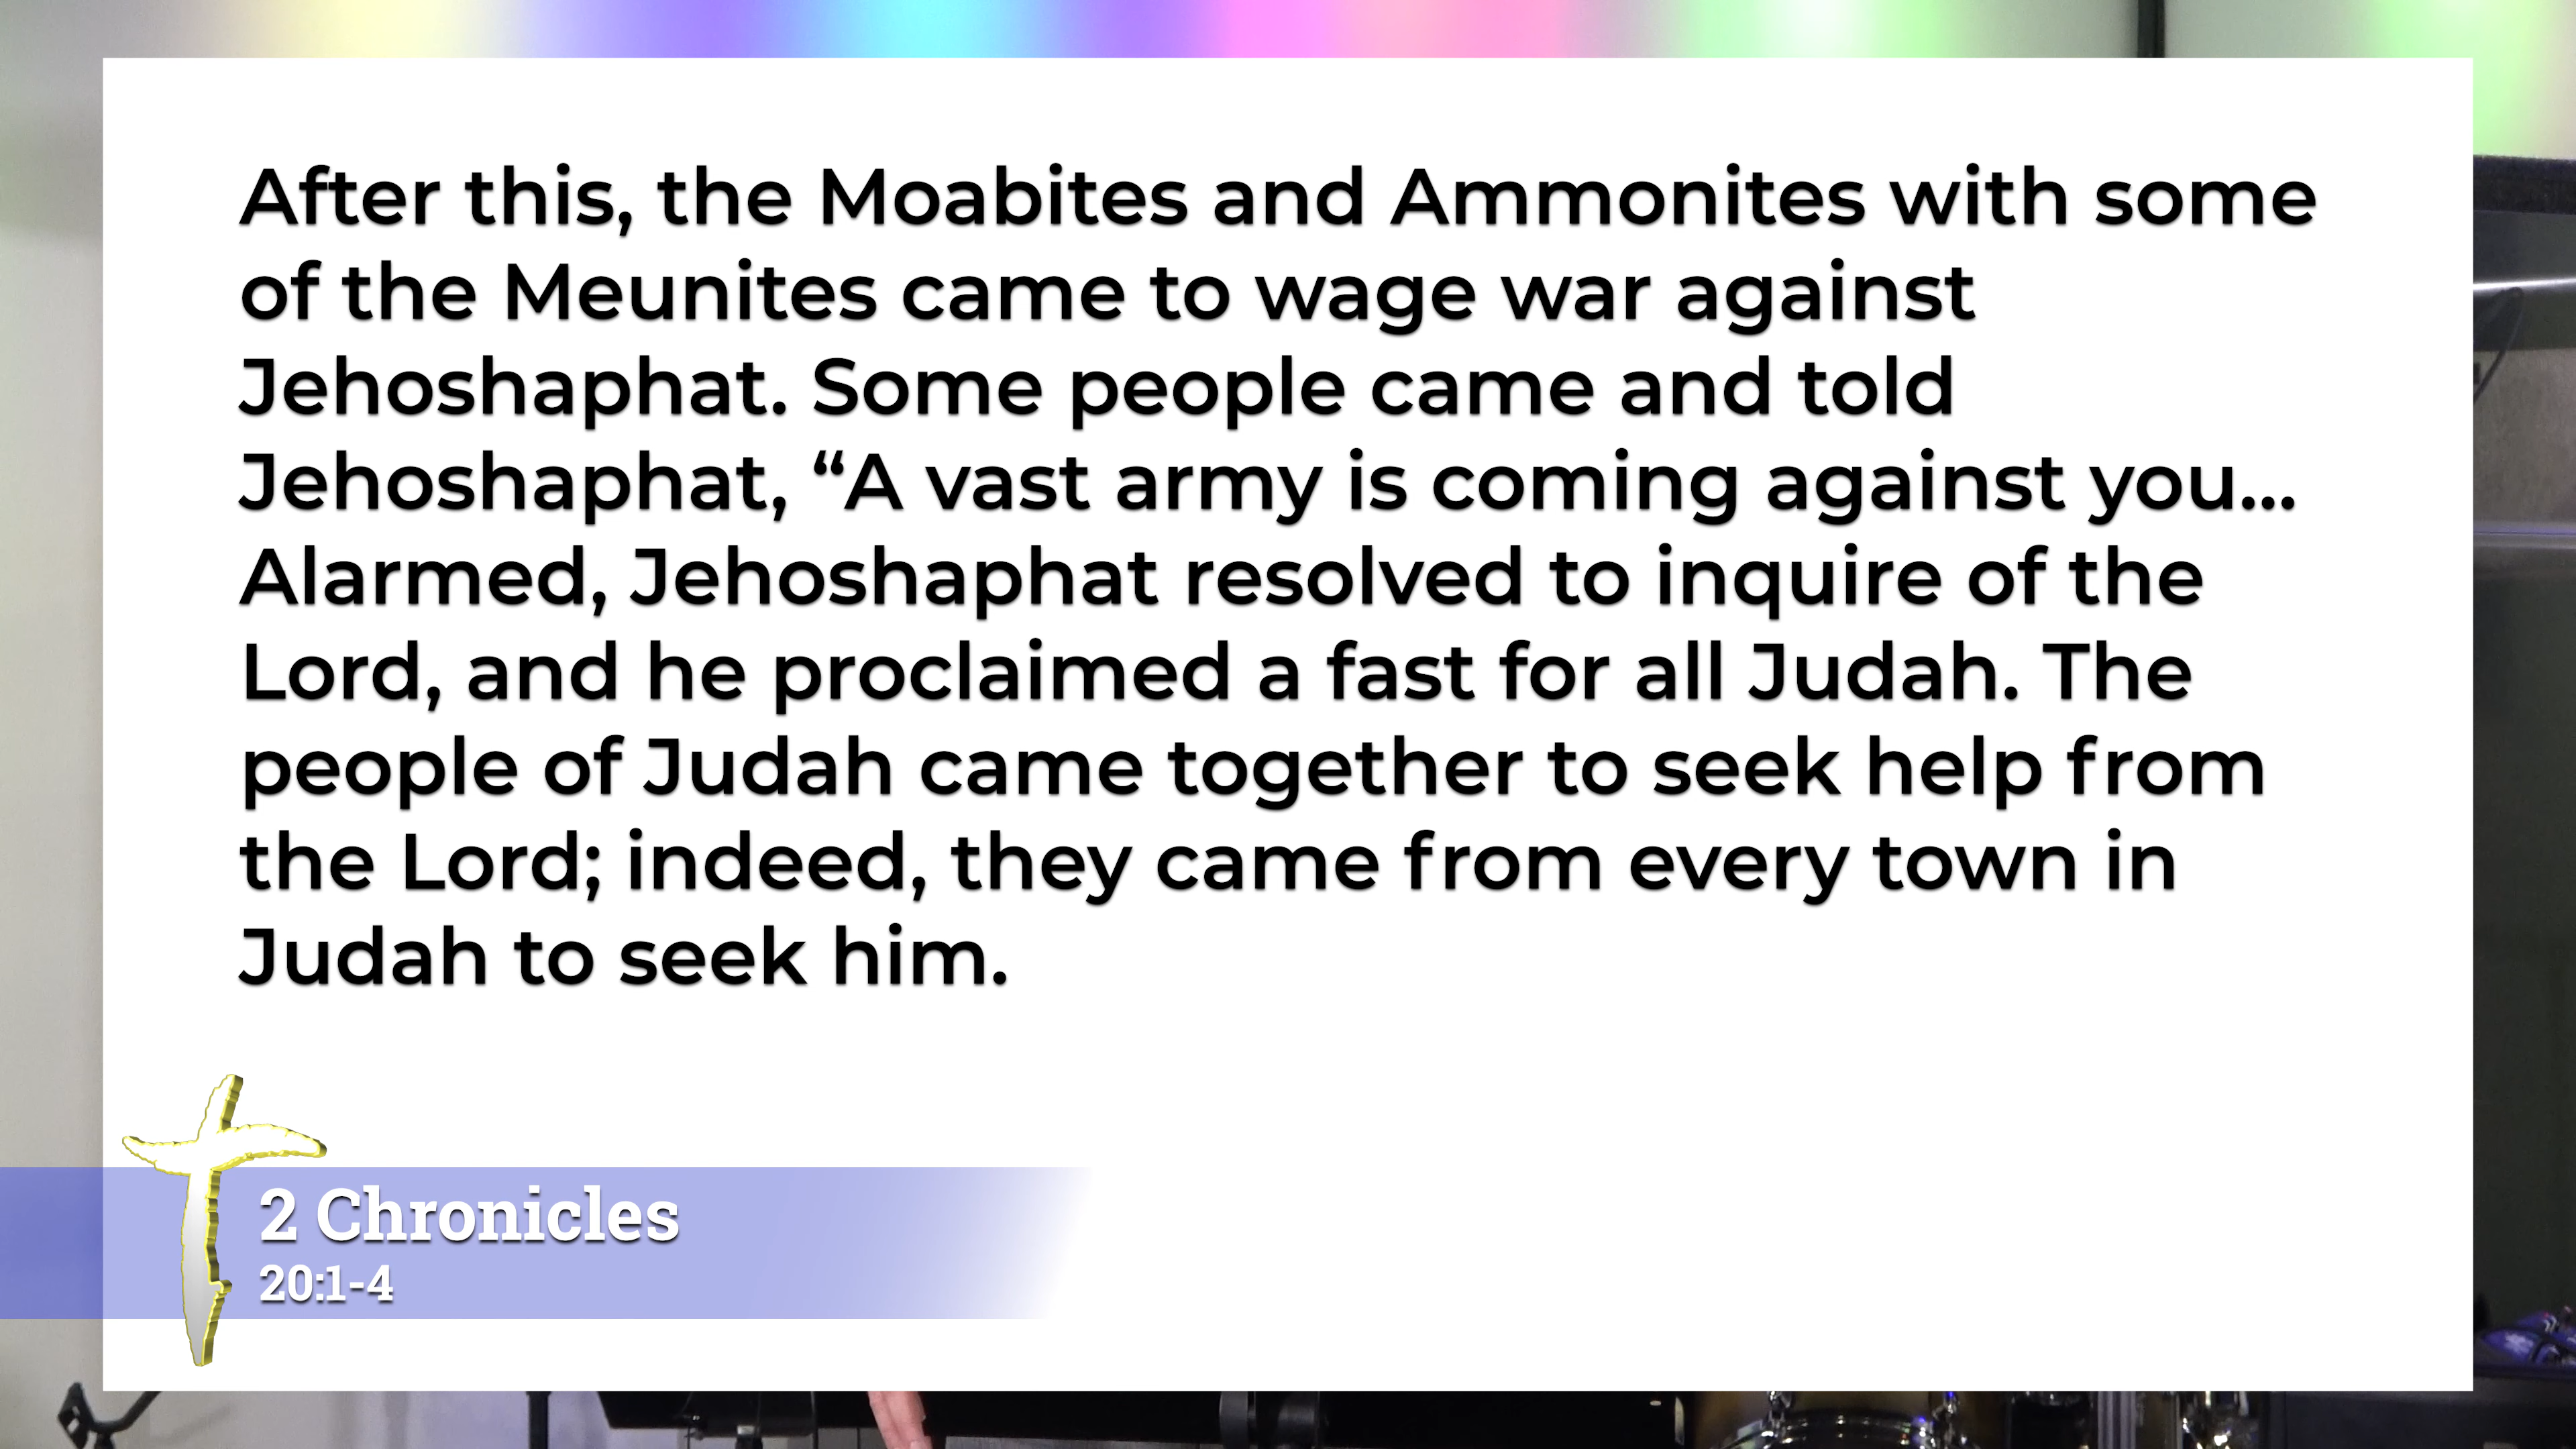 After this, the Moabites and Ammonites with some
of the Meunites came to wage war against
Jehoshaphat. Some people came and told
Jehoshaphat, “A vast army is coming against you...
Alarmed, Jehoshaphat resolved to inquire of the
Lord, and he proclaimed a fast for all Judah. The
people of Judah came together to seek help from
the Lord; indeed, they came from every town in
Judah to seek him.
2 Chronicles
20:1-4